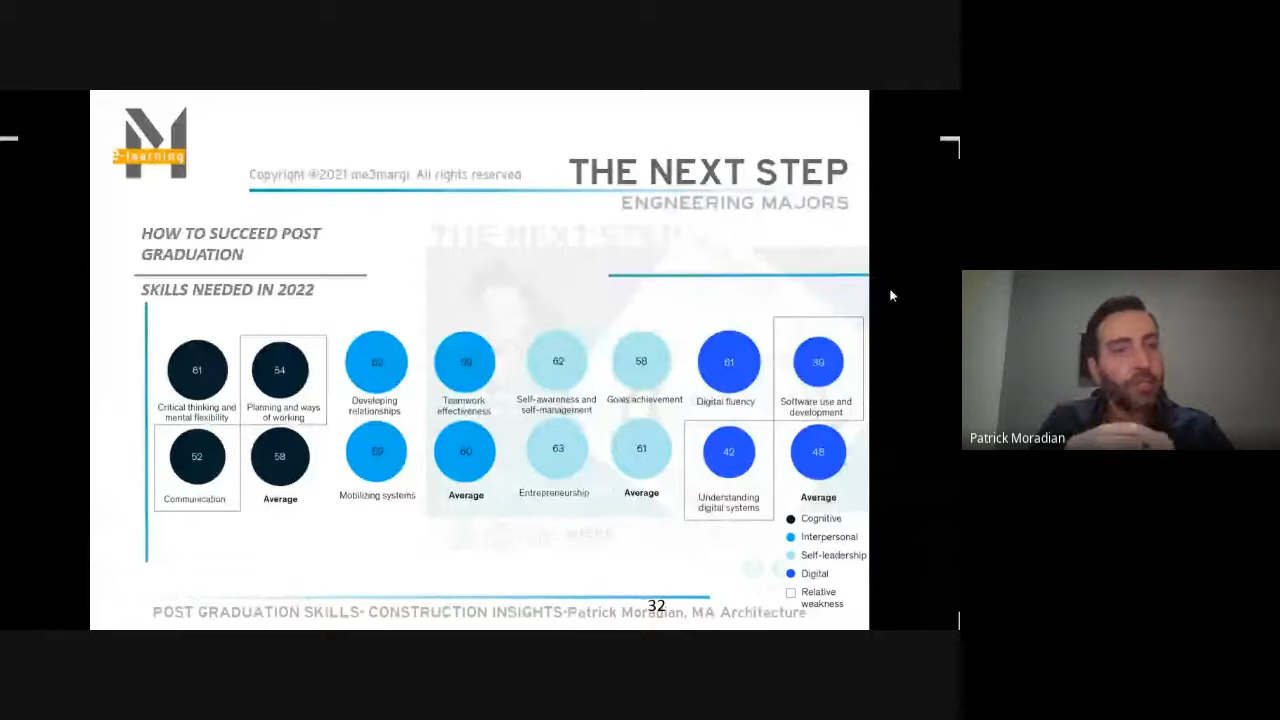 e-learning
Copyright ©2021 me3marqi. All rights reserved
THE NEXT STEP
ENGNEERING MAJORS
HOW TO SUCCEED POST
GRADUATION
SKILLS NEEDED IN 2022
61
Critical thinking and
mental flexibility
54
Planning and ways
of working
Developing
relationships
Teamwork
effectiveness
62
Self-awareness and
self-management
58
Goals achievement
61
Digital fluency
39
Software use and
development
52
Communication
58
Average
Mobilizing systems
60
Average
63
Entrepreneurship
61
Average
42
Understanding
digital systems
48
Average
Cognitive
Interpersonal
Self-leadership
Digital
Relative
weakness
32
POST GRADUATION SKILLS- CONSTRUCTION INSIGHTS-Patrick Moradian, MA Architecture
Patrick Moradian